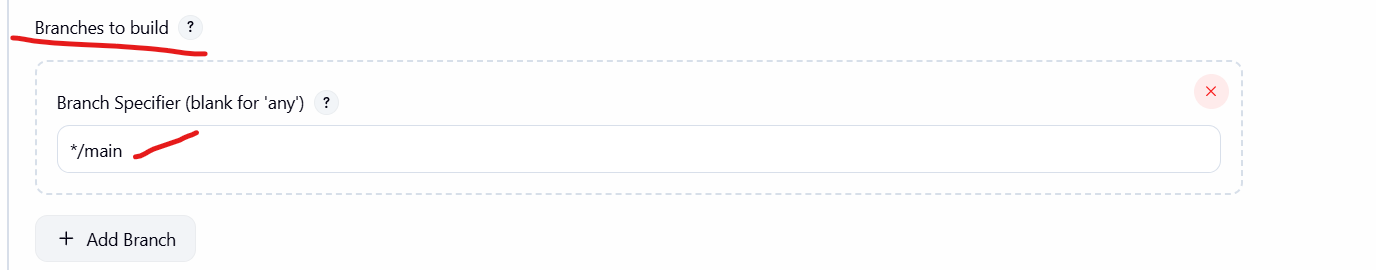 Branches to build ?
Branch Specifier (blank for 'any') ?
*/main
+ Add Branch